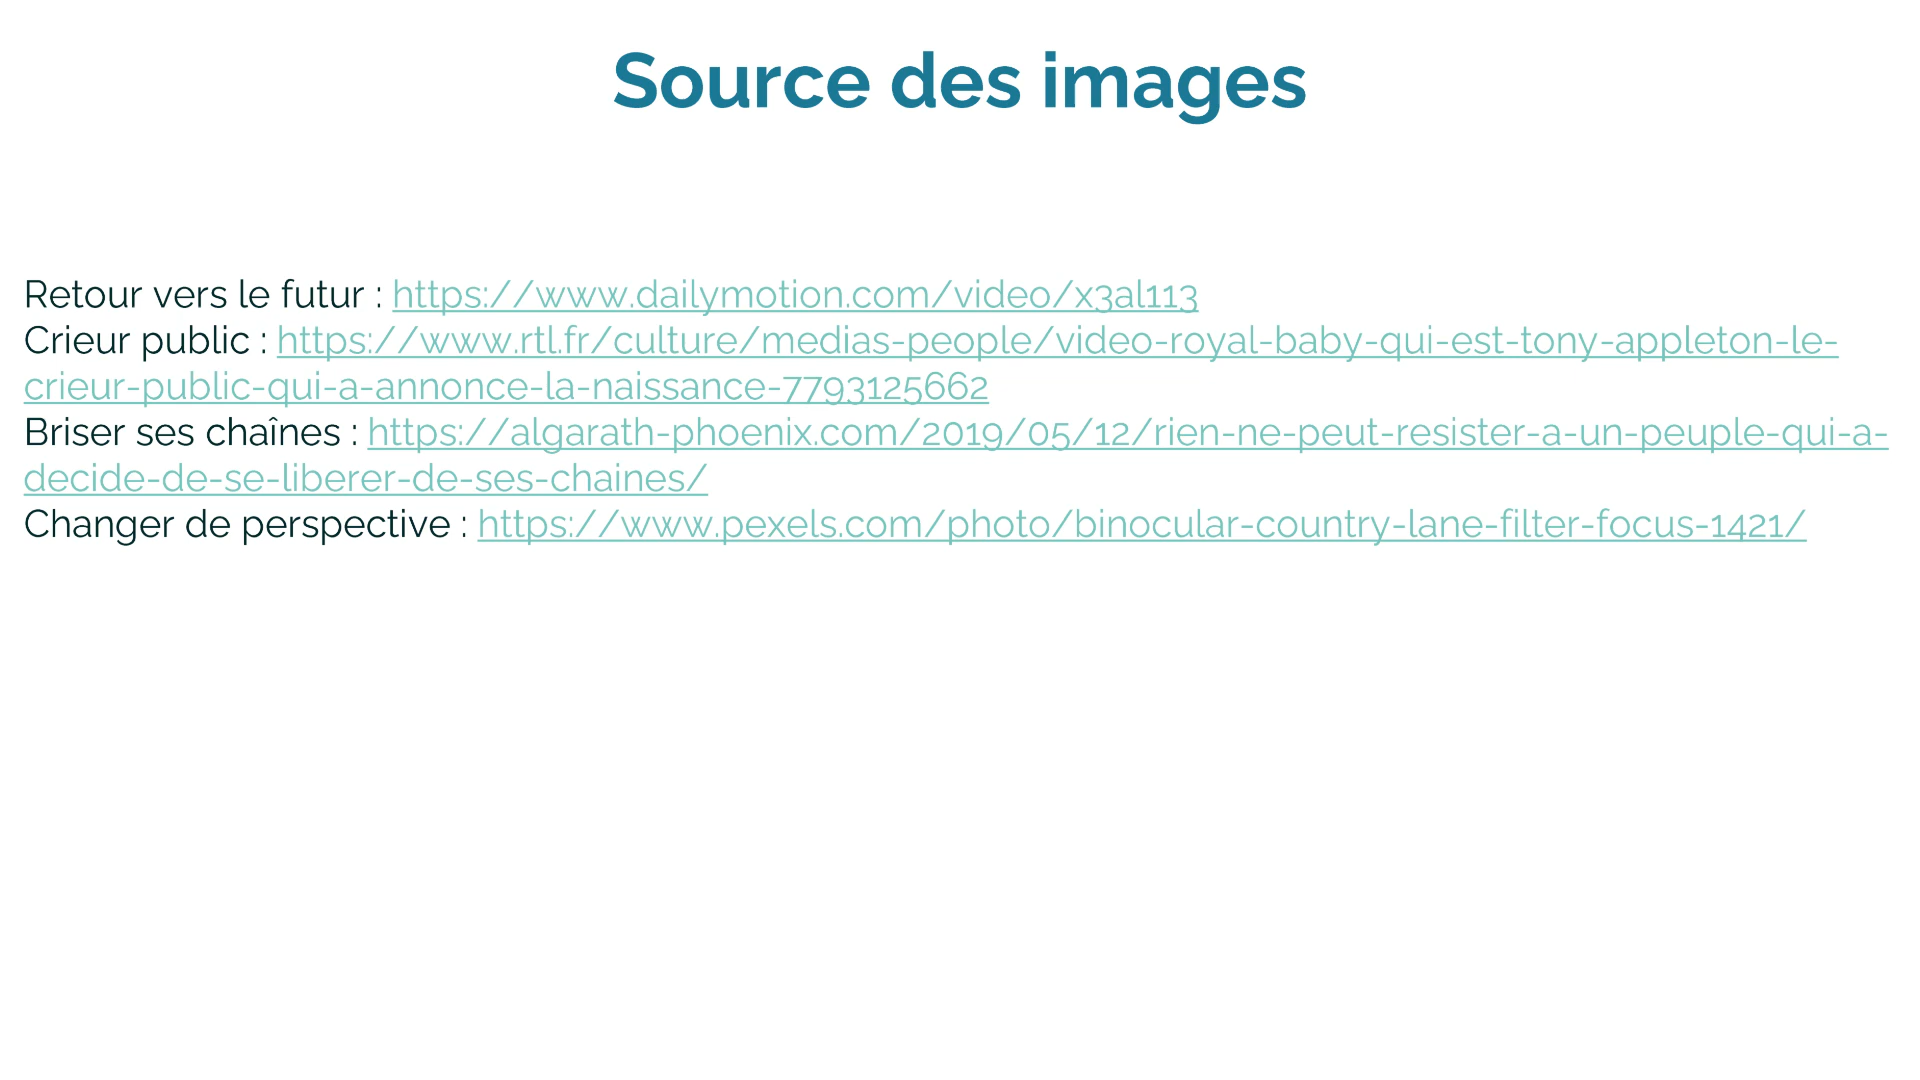 Source des images
Retour vers le futur : https://www.dailymotion.com/video/x3al113
Crieur public : https://www.rtl.fr/culture/medias-people/video-royal-baby-qui-est-tony-appleton-le-
crieur-public-qui-a-annonce-la-naissance-7793125662
Briser ses chaînes : https://algarath-phoenix.com/2019/05/12/rien-ne-peut-resister-a-un-peuple-qui-a-
decide-de-se-liberer-de-ses-chaines/
Changer de perspective : https://www.pexels.com/photo/binocular-country-lane-filter-focus-1421/